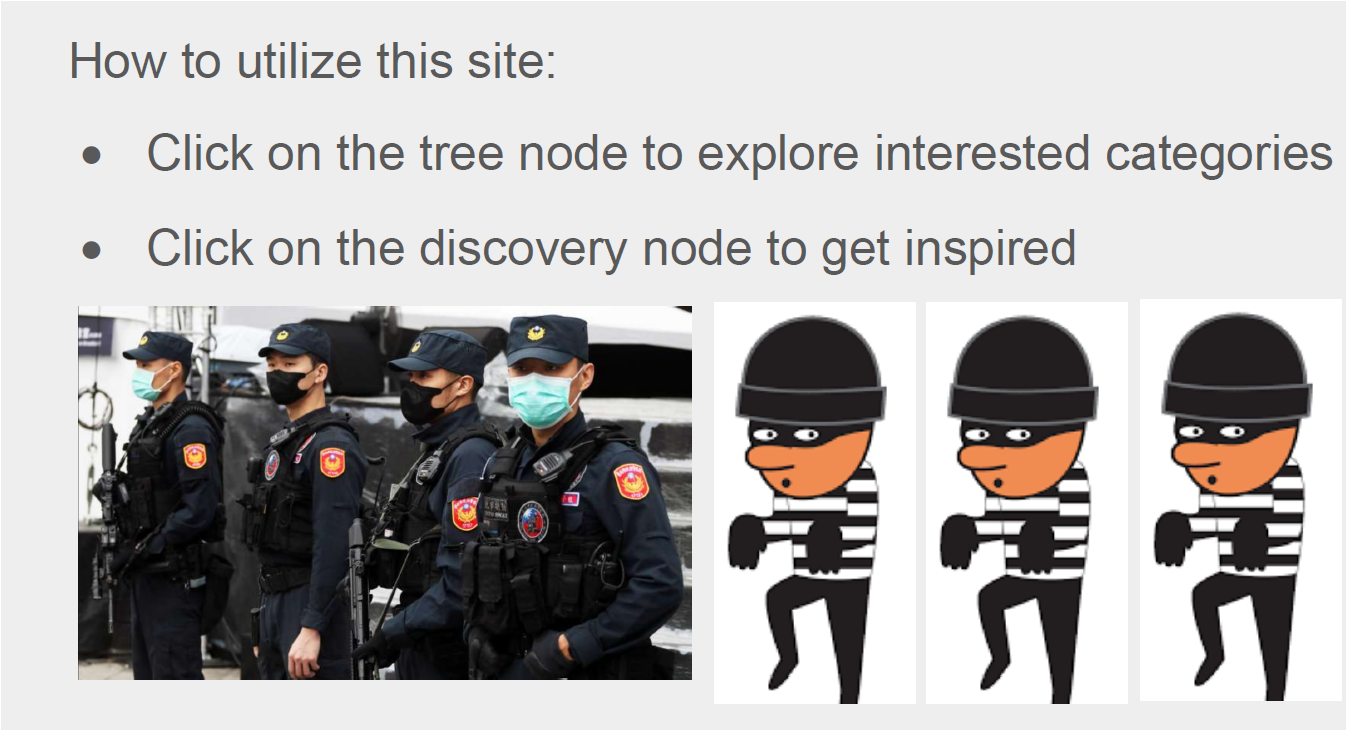 How to utilize this site:
• Click on the tree node to explore interested categories
• Click on the discovery node to get inspired